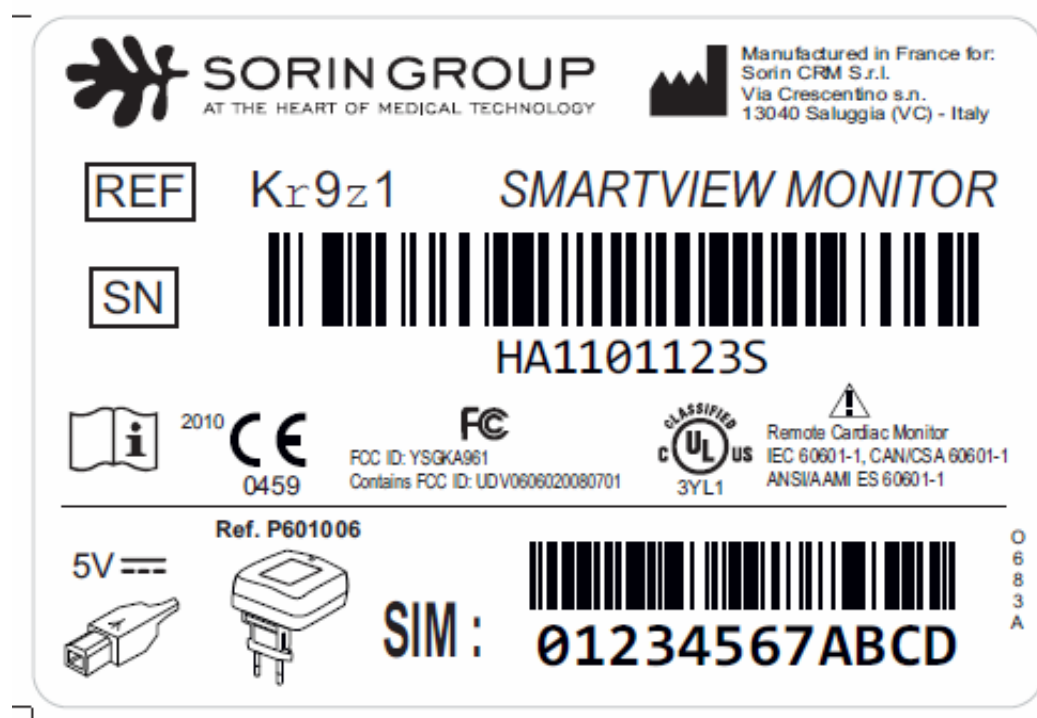 SORIN GROUP
AT THE HEART OF MEDICAL TECHNOLOGY
Manufactured in France for:
Sorin CRM S.r.l.
Via Crescentino s.n.
13040 Saluggia (VC) - Italy
REF Kr9z1 SMARTVIEW MONITOR
SN
HA1101123S
i
2010 CE
0459
FC
FCC ID: YSGKA961
Contains FCC ID: UDV0606020080701
CLASSIFIED
C UL US
3YL1
Remote Cardiac Monitor
IEC 60601-1, CAN/CSA 60601-1
ANSI/AAMI ES 60601-1
5V
Ref. P601006
SIM :
01234567ABCD
O683A